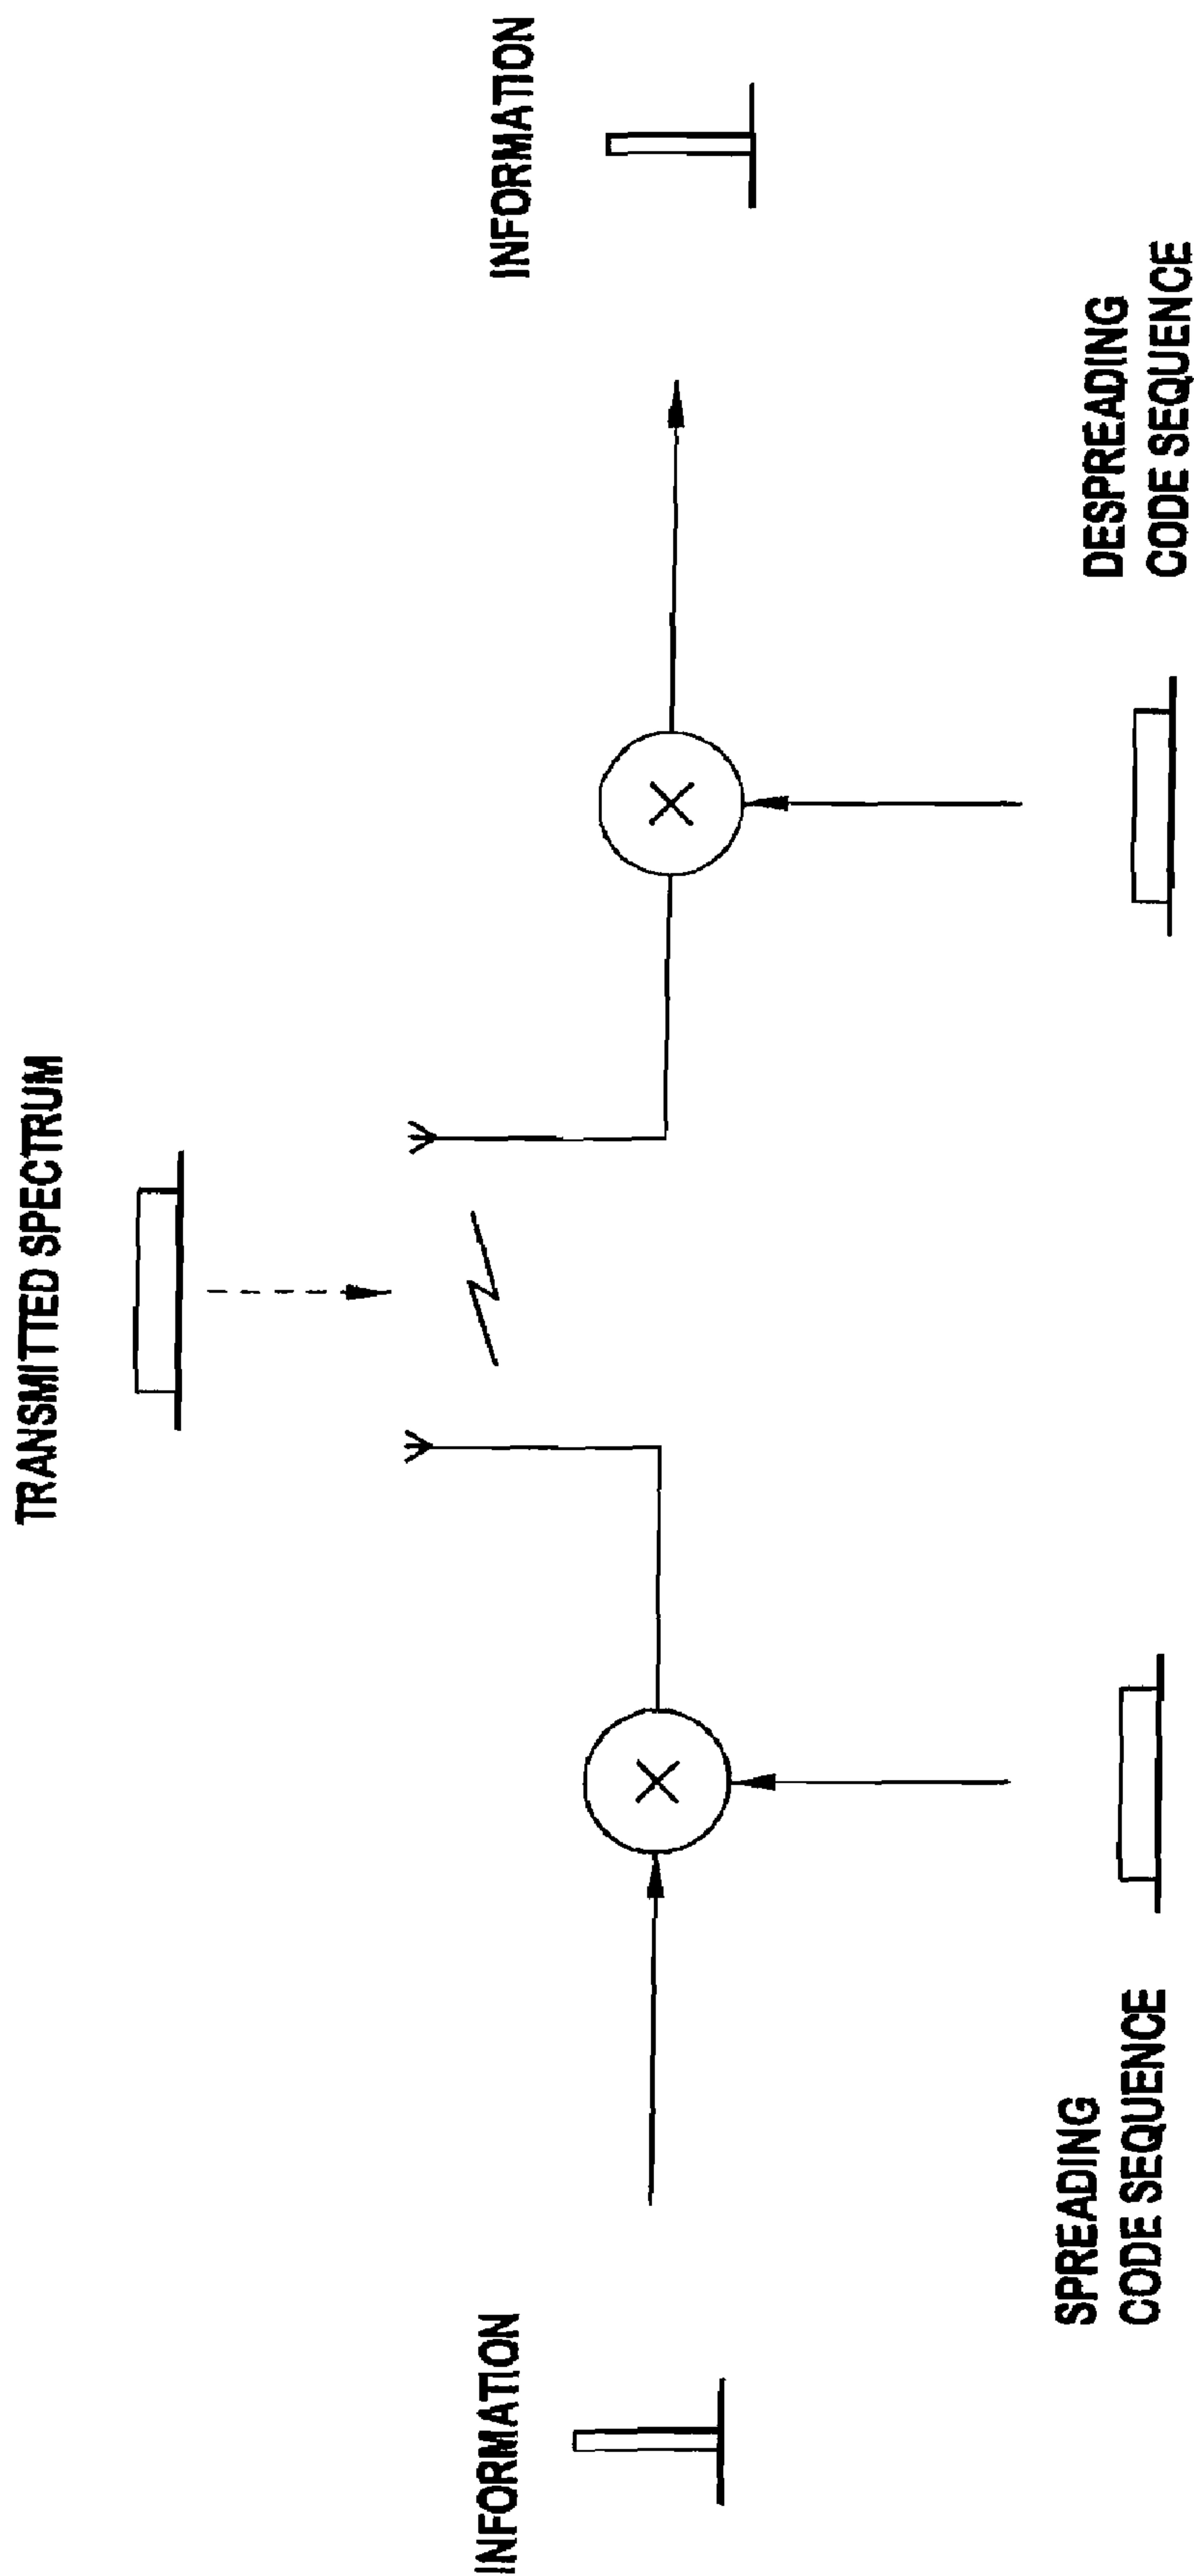 TRANSMITTED SPECTRUM
INFORMATION
INFORMATION
SPREADING
CODE SEQUENCE
DESPREADING
CODE SEQUENCE